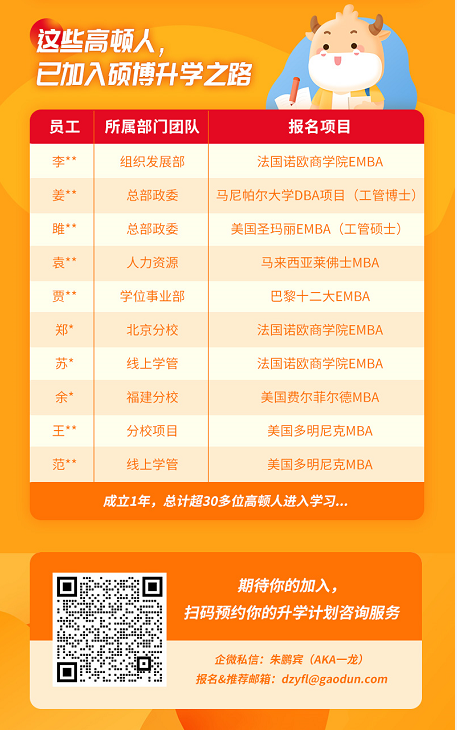 这些高顿人，
已加入硕博升学之路
员工 所属部门团队 报名项目
李** 组织发展部 法国诺欧商学院EMBA
姜** 总部政委 马尼帕尔大学DBA项目（工管博士）
睢** 总部政委 美国圣玛丽EMBA（工管硕士）
袁** 人力资源 马来西亚莱佛士MBA
贾** 学位事业部 巴黎十二大EMBA
郑* 北京分校 法国诺欧商学院EMBA
苏* 线上学管 法国诺欧商学院EMBA
余* 福建分校 美国费尔菲尔德MBA
王** 分校项目 美国多明尼克MBA
范** 线上学管 美国多明尼克MBA
成立1年，总计超30多位高顿人进入学习...
期待你的加入，
扫码预约你的升学计划咨询服务
企微私信：朱鹏宾（AKA一龙）
报名&推荐邮箱：dzyfl@gaodun.com